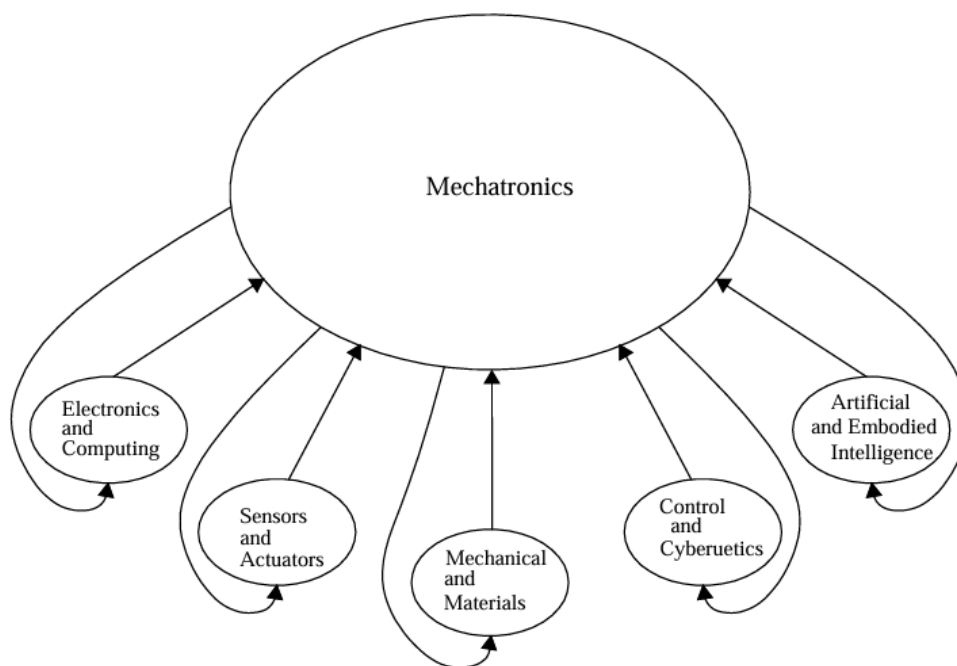 Mechatronics
Electronics
and
Computing
Sensors
and
Actuators
Mechanical
and
Materials
Control
and
Cyberuetics
Artificial
and Embodied
Intelligence